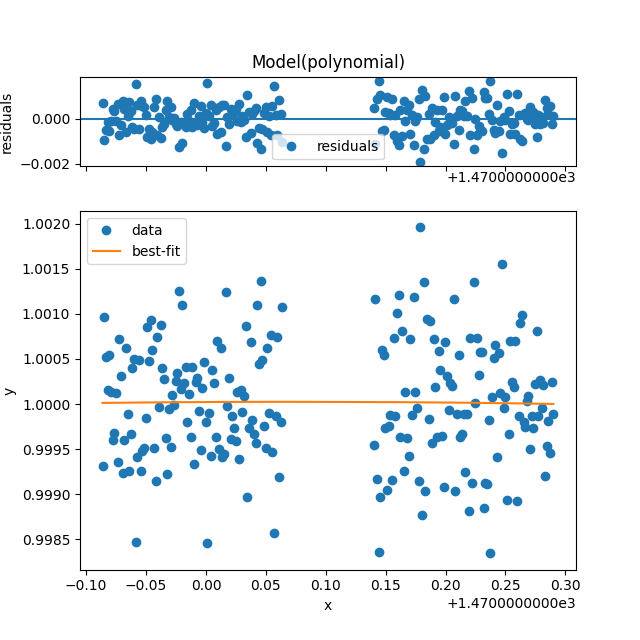 Model(polynomial)
residuals
0.000
−0.002
residuals
+1.4700000000e3
1.0020
1.0015
1.0010
1.0005
1.0000
0.9995
0.9990
0.9985
y
data
best-fit
−0.10
−0.05
0.00
0.05
0.10
0.15
0.20
0.25
0.30
x
+1.4700000000e3